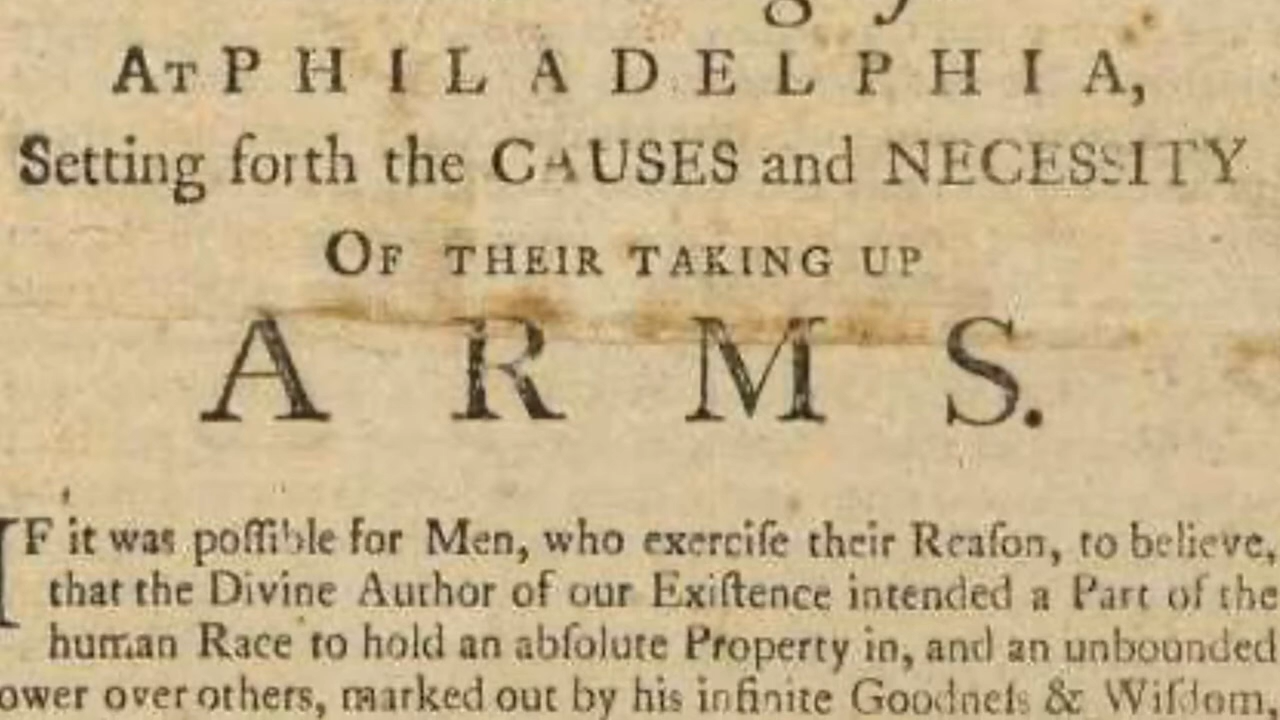 AT PHILADELPHIA,
Setting forth the CAUSES and NECESSITY
OF THEIR TAKING UP
ARMS.
IF it was poſſible for Men, who exerciſe their Reaſon, to believe,
that the Divine Author of our Exiſtence intended a Part of the
human Race to hold an abſolute Property in, and an unbounded
ower over others, marked out by his infinite Goodneſs & Wiſdom,